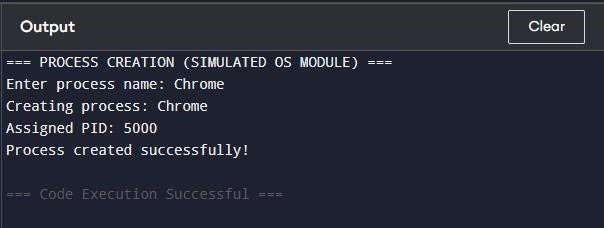 Output
Clear
=== PROCESS CREATION (SIMULATED OS MODULE) ===
Enter process name: Chrome
Creating process: Chrome
Assigned PID: 5000
Process created successfully!
=== Code Execution Successful ===